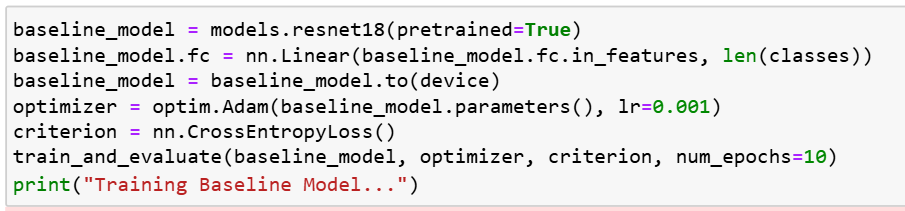 baseline_model = models.resnet18(pretrained=True)
baseline_model.fc = nn.Linear(baseline_model.fc.in_features, len(classes))
baseline_model = baseline_model.to(device)
optimizer = optim.Adam(baseline_model.parameters(), lr=0.001)
criterion = nn.CrossEntropyLoss()
train_and_evaluate(baseline_model, optimizer, criterion, num_epochs=10)
print("Training Baseline Model...")